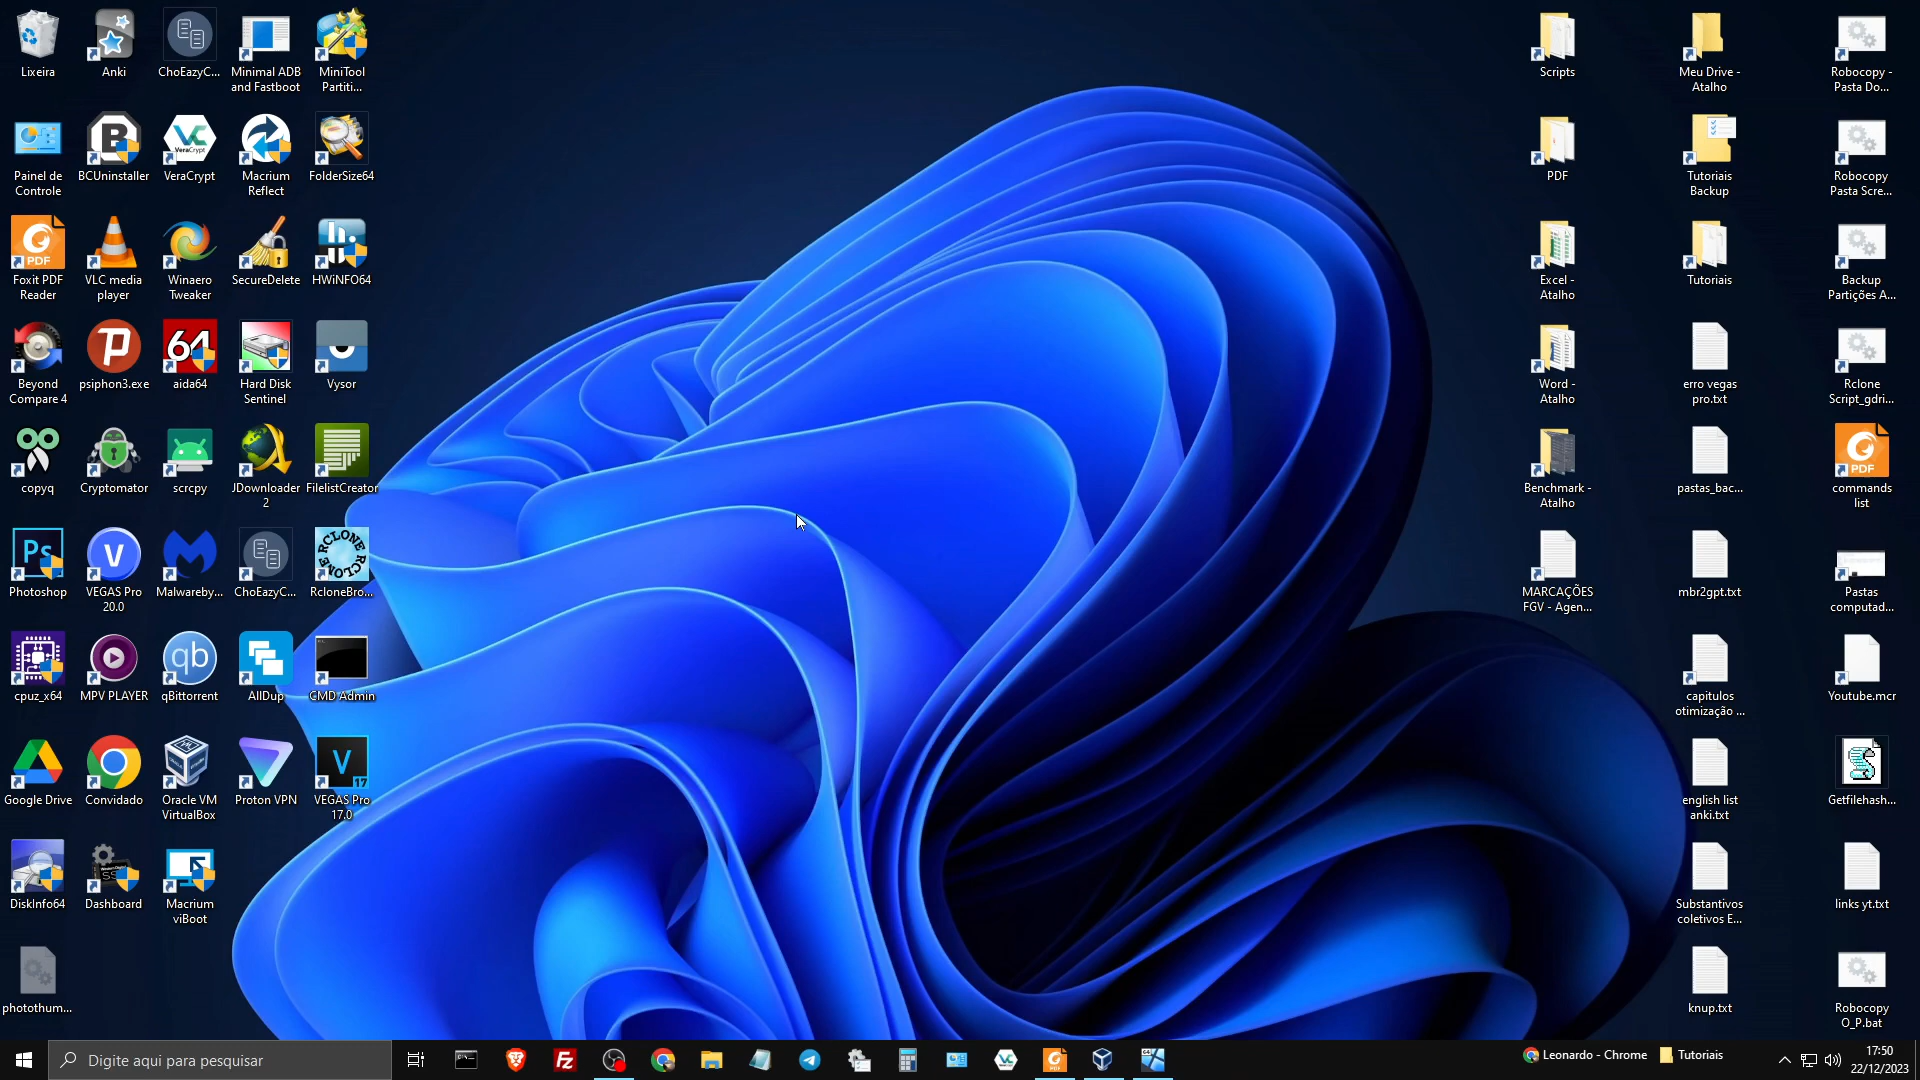 Lixeira
Anki
ChoEazyC...
Minimal ADB
and Fastboot
MiniTool
Partiti...
Painel de
Controle
BCUninstaller
VeraCrypt
Macrium
Reflect
FolderSize64
Foxit PDF
Reader
VLC media
player
Winaero
Tweaker
SecureDelete
HWiNFO64
Beyond
Compare 4
psiphon3.exe
aida64
Hard Disk
Sentinel
Vysor
copyq
Cryptomator
scrcpy
JDownloader
2
FilelistCreator
Photoshop
VEGAS Pro
20.0
Malwareby...
ChoEazyC...
RcloneBro...
cpuz_x64
MPV PLAYER
qBittorrent
AllDup
CMD Admin
Google Drive
Convidado
Oracle VM
VirtualBox
Proton VPN
VEGAS Pro
17.0
DiskInfo64
Dashboard
Macrium
viBoot
photothum...
Scripts
Meu Drive -
Atalho
Robocopy -
Pasta Do...
PDF
Tutoriais
Backup
Robocopy
Pasta Scre...
Excel -
Atalho
Tutoriais
Backup
Partições A...
Word -
Atalho
erro vegas
pro.txt
Rclone
Script_gdri...
Benchmark -
Atalho
pastas_bac...
commands
list
MARCAÇÕES
FGV - Agen...
mbr2gpt.txt
Pastas
computad...
capitulos
otimização ...
Youtube.mcr
english list
anki.txt
Getfilehash...
Substantivos
coletivos E...
links yt.txt
knup.txt
Robocopy
O_P.bat
Digite aqui para pesquisar
Leonardo - Chrome
Tutoriais
17:50
22/12/2023